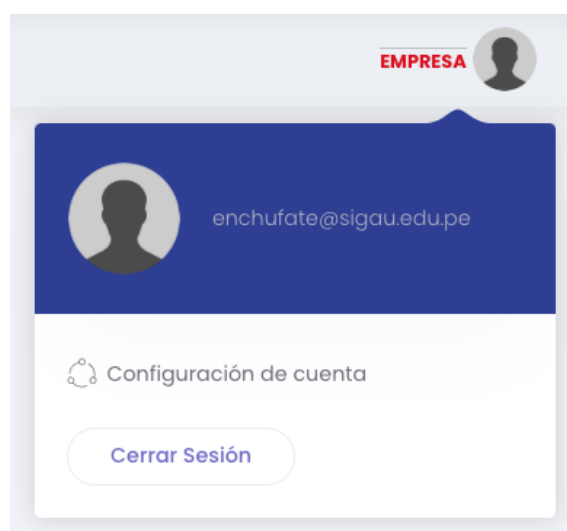 EMPRESA
enchufate@sigau.edu.pe
Configuración de cuenta
Cerrar Sesión